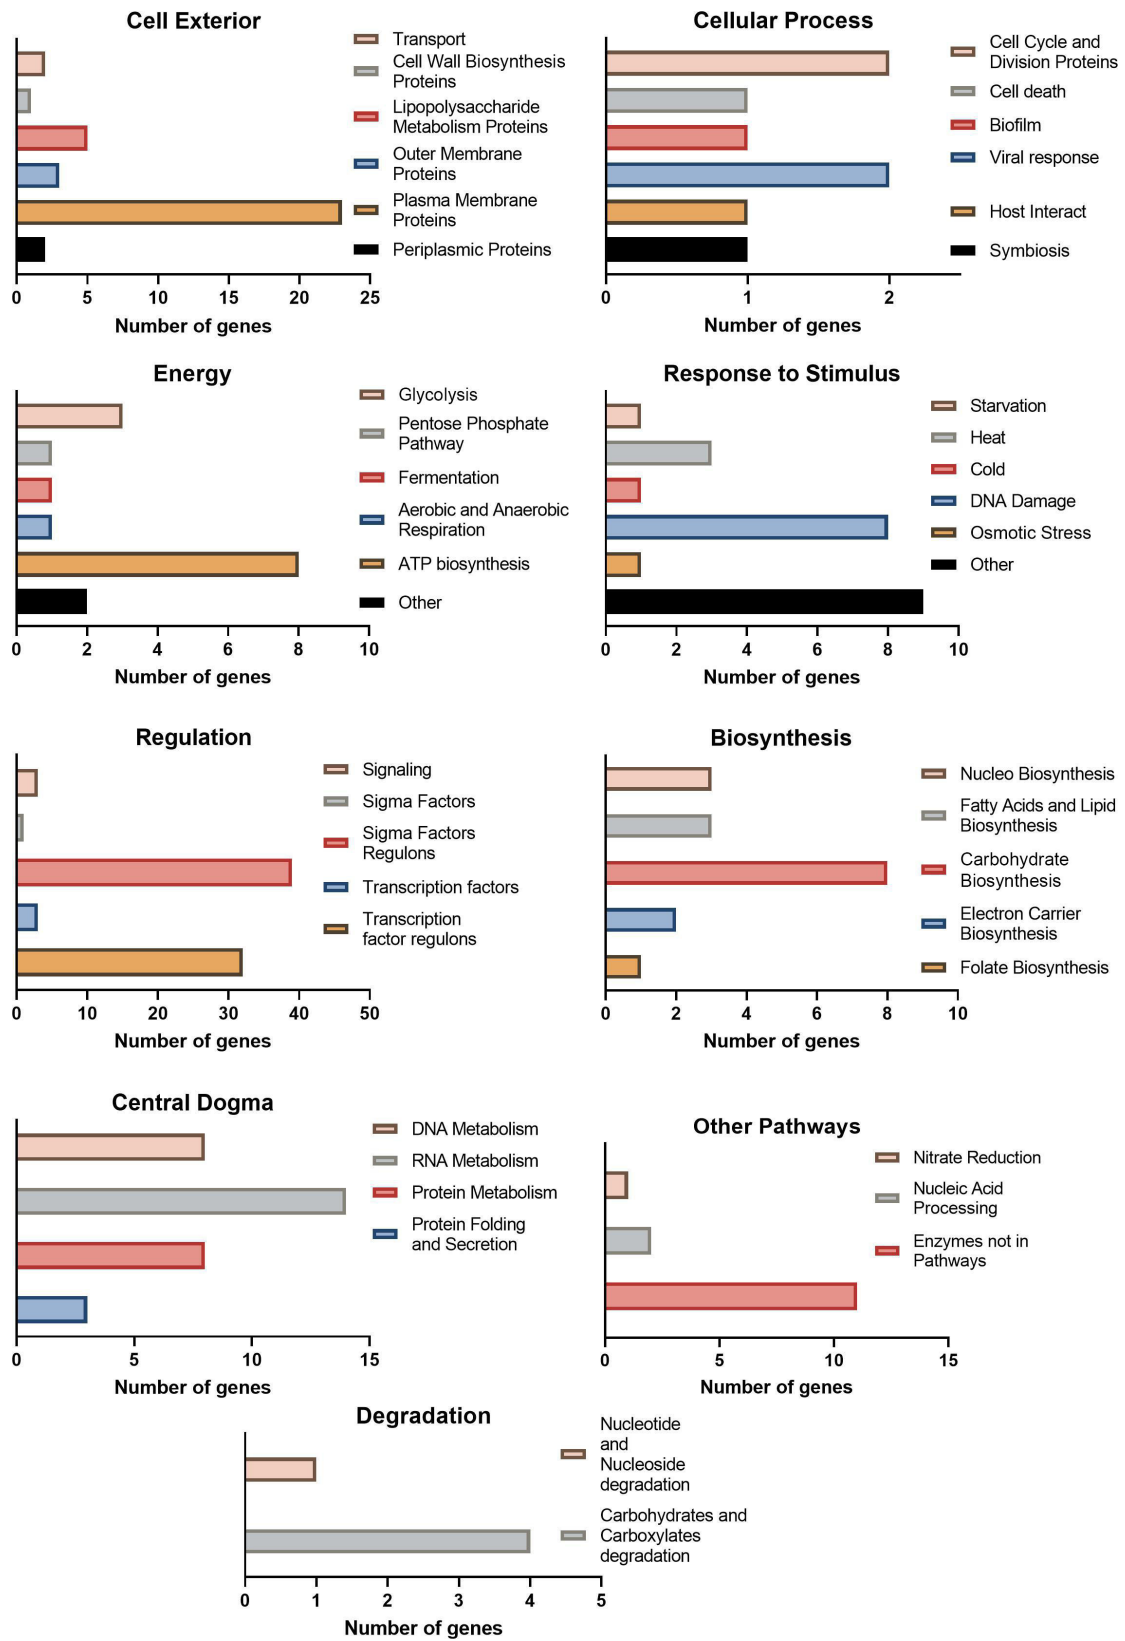 Cell Exterior
Transport
Cell Wall Biosynthesis
Proteins
Lipopolysaccharide
Metabolism Proteins
Outer Membrane
Proteins
Plasma Membrane
Proteins
Periplasmic Proteins
0 5 10 15 20 25
Number of genes
Cellular Process
Cell Cycle and
Division Proteins
Cell death
Biofilm
Viral response
Host Interact
Symbiosis
0 1 2
Number of genes
Energy
Glycolysis
Pentose Phosphate
Pathway
Fermentation
Aerobic and Anaerobic
Respiration
ATP biosynthesis
Other
0 2 4 6 8 10
Number of genes
Response to Stimulus
Starvation
Heat
Cold
DNA Damage
Osmotic Stress
Other
0 2 4 6 8 10
Number of genes
Regulation
Signaling
Sigma Factors
Sigma Factors
Regulons
Transcription factors
Transcription
factor regulons
0 10 20 30 40 50
Number of genes
Biosynthesis
Nucleo Biosynthesis
Fatty Acids and Lipid
Biosynthesis
Carbohydrate
Biosynthesis
Electron Carrier
Biosynthesis
Folate Biosynthesis
0 2 4 6 8 10
Number of genes
Central Dogma
DNA Metabolism
RNA Metabolism
Protein Metabolism
Protein Folding
and Secretion
0 5 10 15
Number of genes
Other Pathways
Nitrate Reduction
Nucleic Acid
Processing
Enzymes not in
Pathways
0 5 10 15
Number of genes
Degradation
Nucleotide
and
Nucleoside
degradation
Carbohydrates and
Carboxylates
degradation
0 1 2 3 4 5
Number of genes